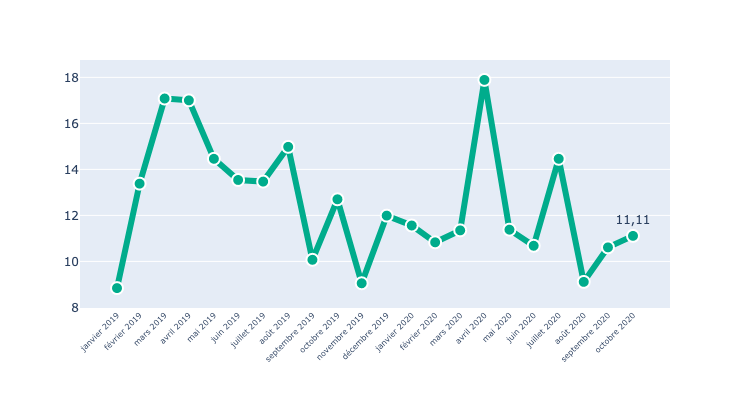 18
16
14
12
10
8
11,11
janvier 2019
février 2019
mars 2019
avril 2019
mai 2019
juin 2019
juillet 2019
août 2019
septembre 2019
octobre 2019
novembre 2019
décembre 2019
janvier 2020
février 2020
mars 2020
avril 2020
mai 2020
juin 2020
juillet 2020
août 2020
septembre 2020
octobre 2020